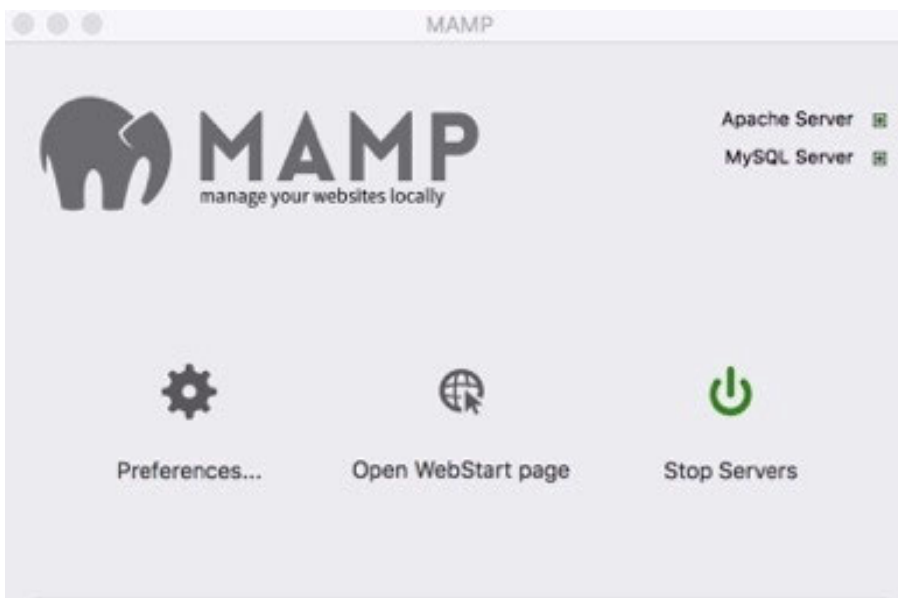 MAMP
MAMP
manage your websites locally
Apache Server
MySQL Server
Preferences...
Open WebStart page
Stop Servers